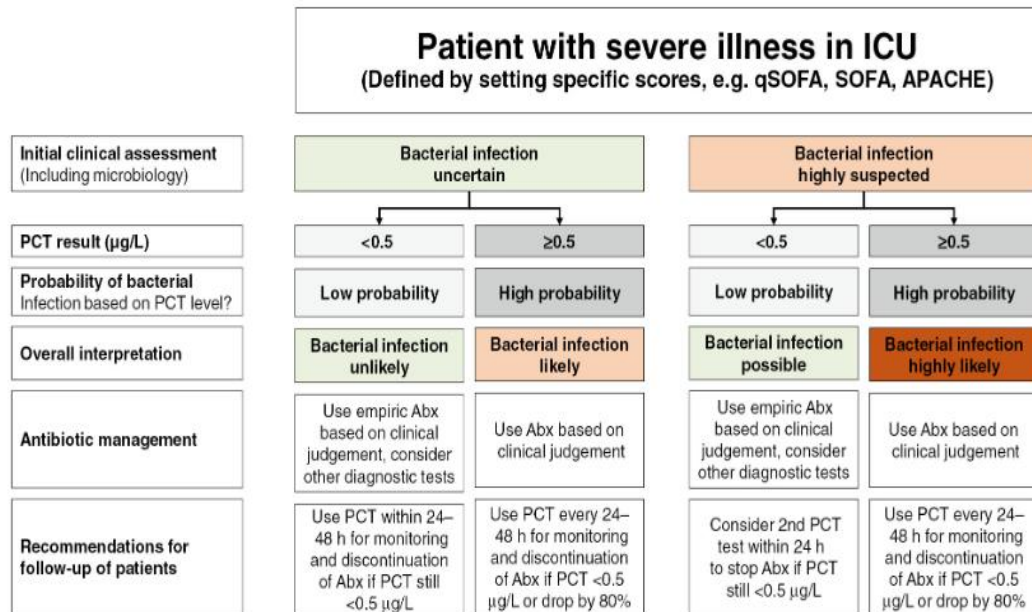 Patient with severe illness in ICU
(Defined by setting specific scores, e.g. qSOFA, SOFA, APACHE)
Initial clinical assessment
(Including microbiology)
Bacterial infection
uncertain
Bacterial infection
highly suspected
PCT result (µg/L)
<0.5
≥0.5
<0.5
≥0.5
Probability of bacterial
Infection based on PCT level?
Low probability
High probability
Low probability
High probability
Overall interpretation
Bacterial infection
unlikely
Bacterial infection
likely
Bacterial infection
possible
Bacterial infection
highly likely
Antibiotic management
Use empiric Abx
based on clinical
judgement, consider
other diagnostic tests
Use Abx based on
clinical judgement
Use empiric Abx
based on clinical
judgement, consider
other diagnostic tests
Use Abx based on
clinical judgement
Recommendations for
follow-up of patients
Use PCT within 24–
48 h for monitoring
and discontinuation
of Abx if PCT still
<0.5 µg/L
Use PCT every 24–
48 h for monitoring
and discontinuation
of Abx if PCT <0.5
µg/L or drop by 80%
Consider 2nd PCT
test within 24 h
to stop Abx if PCT
still <0.5 µg/L
Use PCT every 24–
48 h for monitoring
and discontinuation
of Abx if PCT <0.5
µg/L or drop by 80%